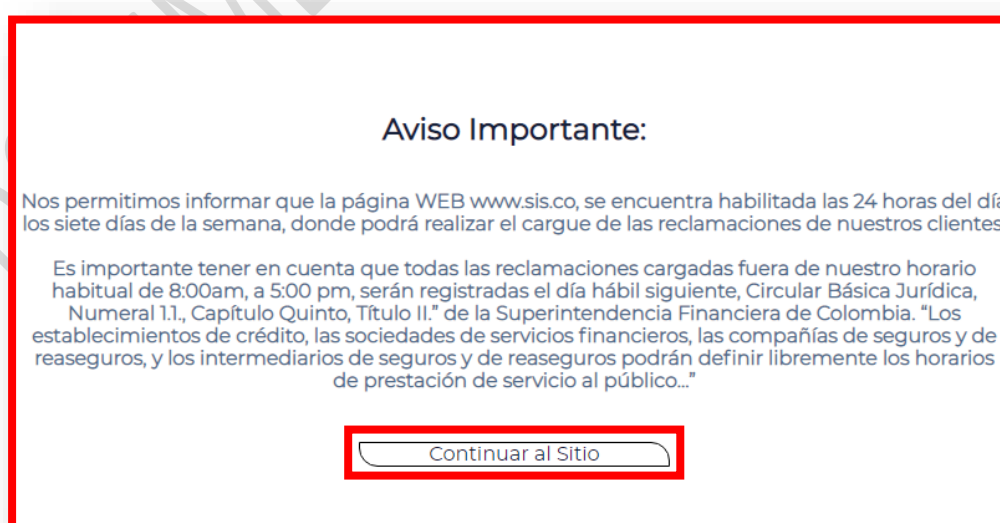 Aviso Importante:
Nos permitimos informar que la página WEB www.sis.co, se encuentra habilitada las 24 horas del día
los siete días de la semana, donde podrá realizar el cargue de las reclamaciones de nuestros clientes
Es importante tener en cuenta que todas las reclamaciones cargadas fuera de nuestro horario
habitual de 8:00am, a 5:00 pm, serán registradas el día hábil siguiente, Circular Básica Jurídica,
Numeral 1.1., Capítulo Quinto, Título II.” de la Superintendencia Financiera de Colombia. “Los
establecimientos de crédito, las sociedades de servicios financieros, las compañías de seguros y de
reaseguros, y los intermediarios de seguros y de reaseguros podrán definir libremente los horarios
de prestación de servicio al público...”
Continuar al Sitio